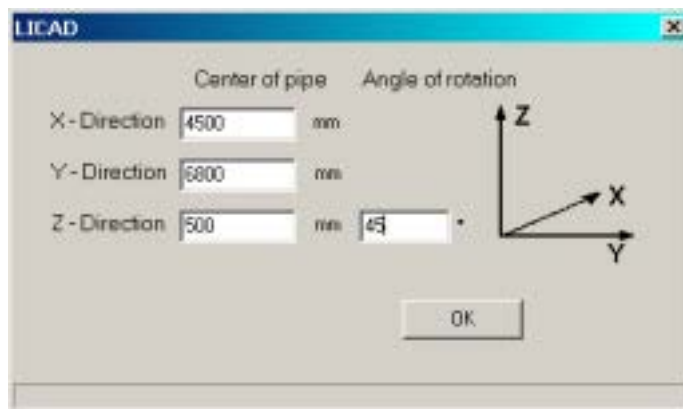 LICAD
Center of pipe Angle of rotation
X - Direction 4500 mm
Y - Direction 6800 mm
Z - Direction 500 mm 45 °
Z
X
Y
OK